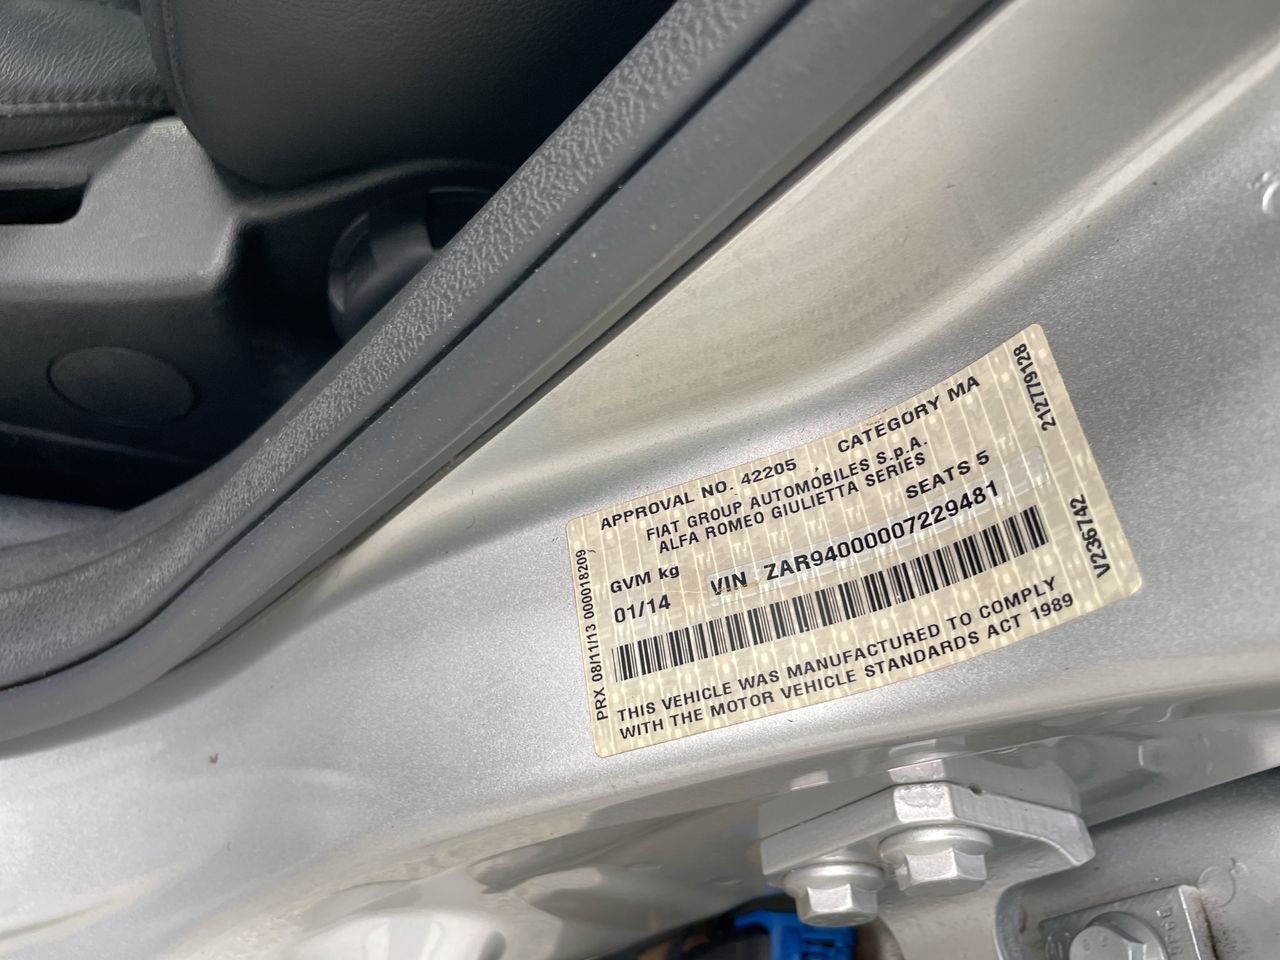 APPROVAL NO. 42205 , CATEGORY MA
FIAT GROUP AUTOMOBILES S.p.A.
ALFA ROMEO GIULIETTA SERIES
SEATS 5
GVM kg
01/14
VIN ZAR94000007229481
THIS VEHICLE WAS MANUFACTURED TO COMPLY
WITH THE MOTOR VEHICLE STANDARDS ACT 1989
PRX 08/11/13 000018209
212779128
V236742